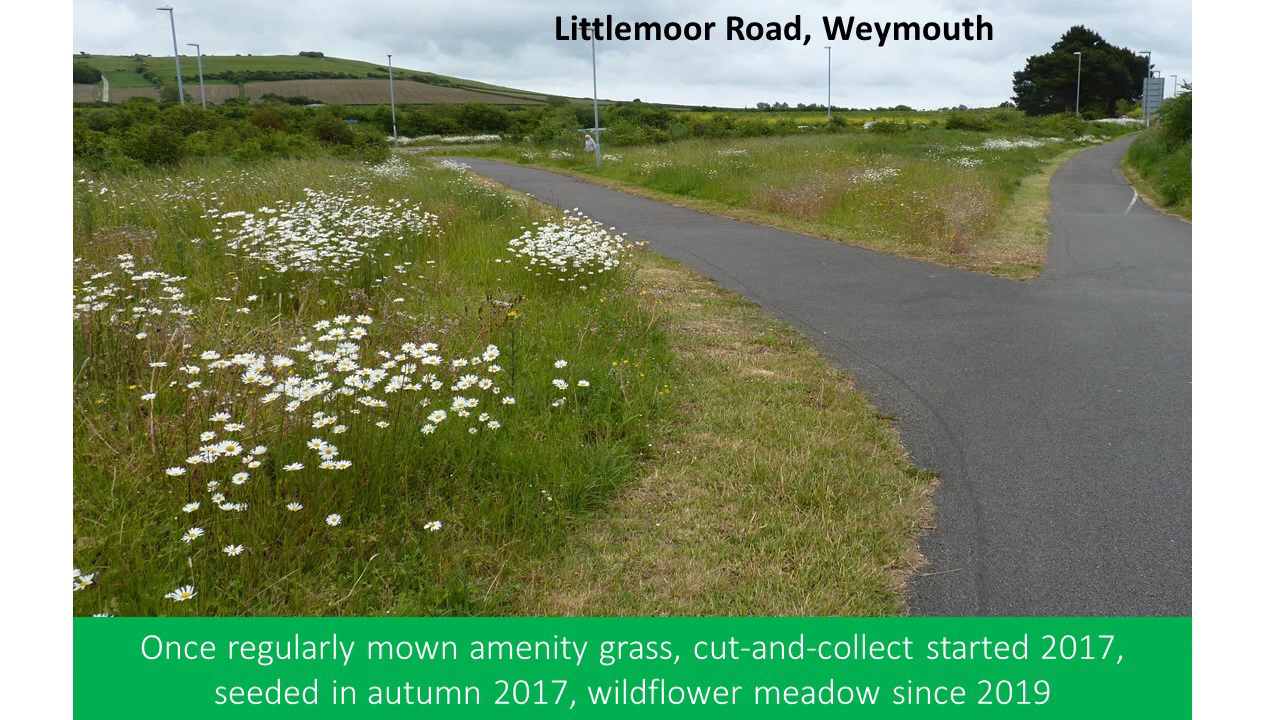 Littlemoor Road, Weymouth
Once regularly mown amenity grass, cut-and-collect started 2017,
seeded in autumn 2017, wildflower meadow since 2019